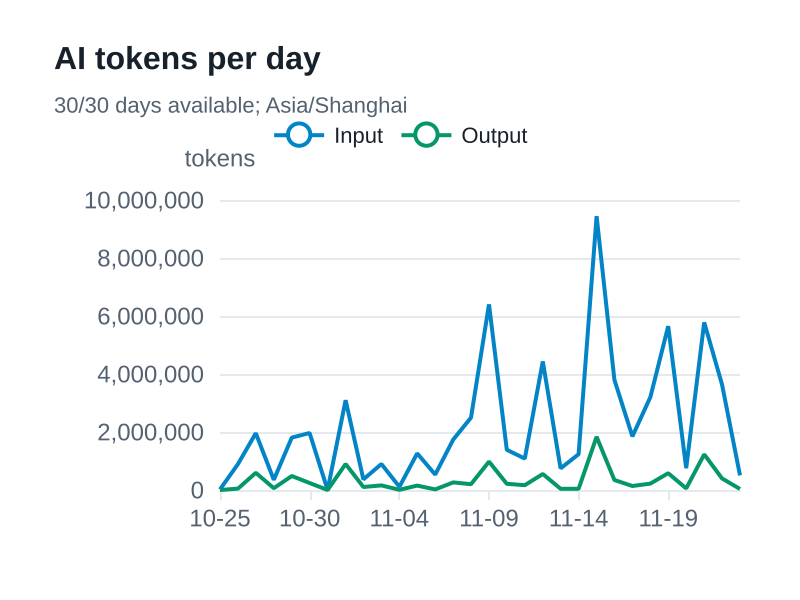 AI tokens per day
30/30 days available; Asia/Shanghai
Input Output
tokens
10,000,000
8,000,000
6,000,000
4,000,000
2,000,000
0
10-25 10-30 11-04 11-09 11-14 11-19